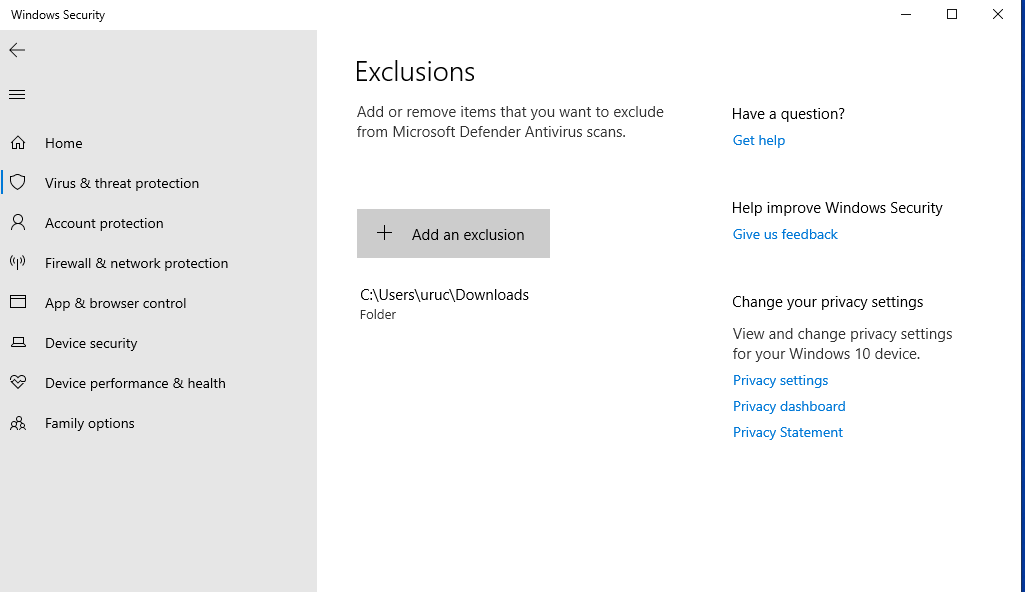 Windows Security
Home
Virus & threat protection
Account protection
Firewall & network protection
App & browser control
Device security
Device performance & health
Family options
Exclusions
Add or remove items that you want to exclude
from Microsoft Defender Antivirus scans.
Add an exclusion
C:\Users\uruc\Downloads
Folder
Have a question?
Get help
Help improve Windows Security
Give us feedback
Change your privacy settings
View and change privacy settings
for your Windows 10 device.
Privacy settings
Privacy dashboard
Privacy Statement